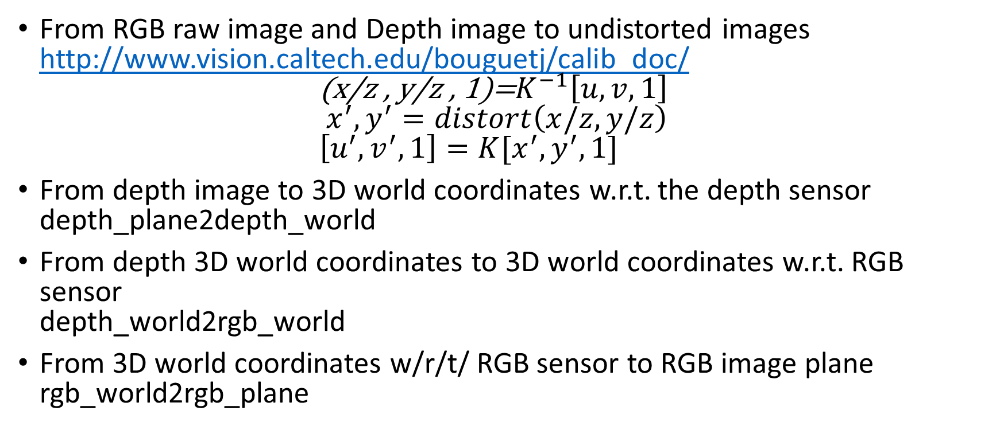 • From RGB raw image and Depth image to undistorted images
http://www.vision.caltech.edu/bouguetj/calib_doc/
(x/z, y/z, 1)=K⁻¹[u, v, 1]
x′, y′ = distort(x/z, y/z)
[u′, v′, 1] = K[x′, y′, 1]
• From depth image to 3D world coordinates w.r.t. the depth sensor
depth_plane2depth_world
• From depth 3D world coordinates to 3D world coordinates w.r.t. RGB
sensor
depth_world2rgb_world
• From 3D world coordinates w/r/t/ RGB sensor to RGB image plane
rgb_world2rgb_plane